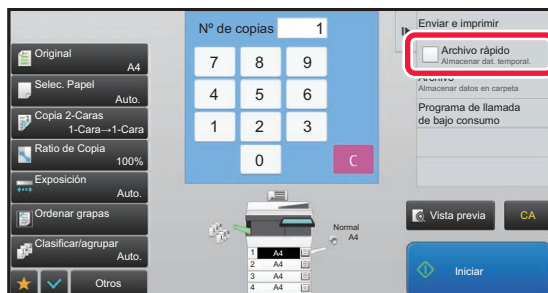 Original
A4
Selec. Papel
Auto.
Copia 2-Caras
1-Cara→1-Cara
Ratio de Copia
100%
Exposición
Auto.
Ordenar grapas
Clasificar/agrupar
Auto.
Otros
Nº de copias 1
7 8 9
4 5 6
1 2 3
0 C
Normal
A4
1 A4
2 A4
3 A4
4 A4
Enviar e imprimir
Archivo rápido
Almacenar dat. temporal.
Archivo
Almacenar datos en carpeta
Programa de llamada
de bajo consumo
Vista previa CA
Iniciar